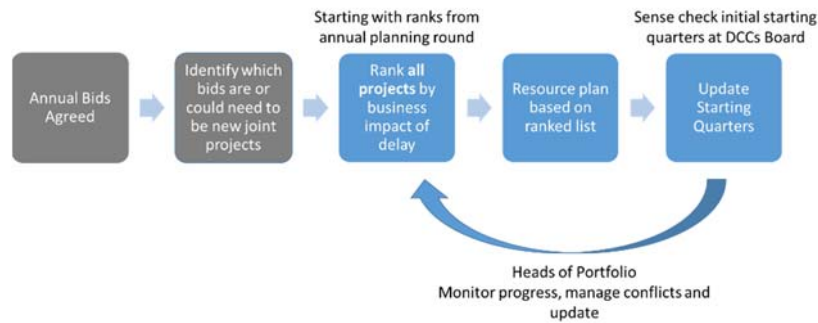 Starting with ranks from
annual planning round
Sense check initial starting
quarters at DCCs Board
Annual Bids
Agreed
Identify which
bids are or
could need to
be new joint
projects
Rank all
projects by
business
impact of
delay
Resource plan
based on
ranked list
Update
Starting
Quarters
Heads of Portfolio
Monitor progress, manage conflicts and
update